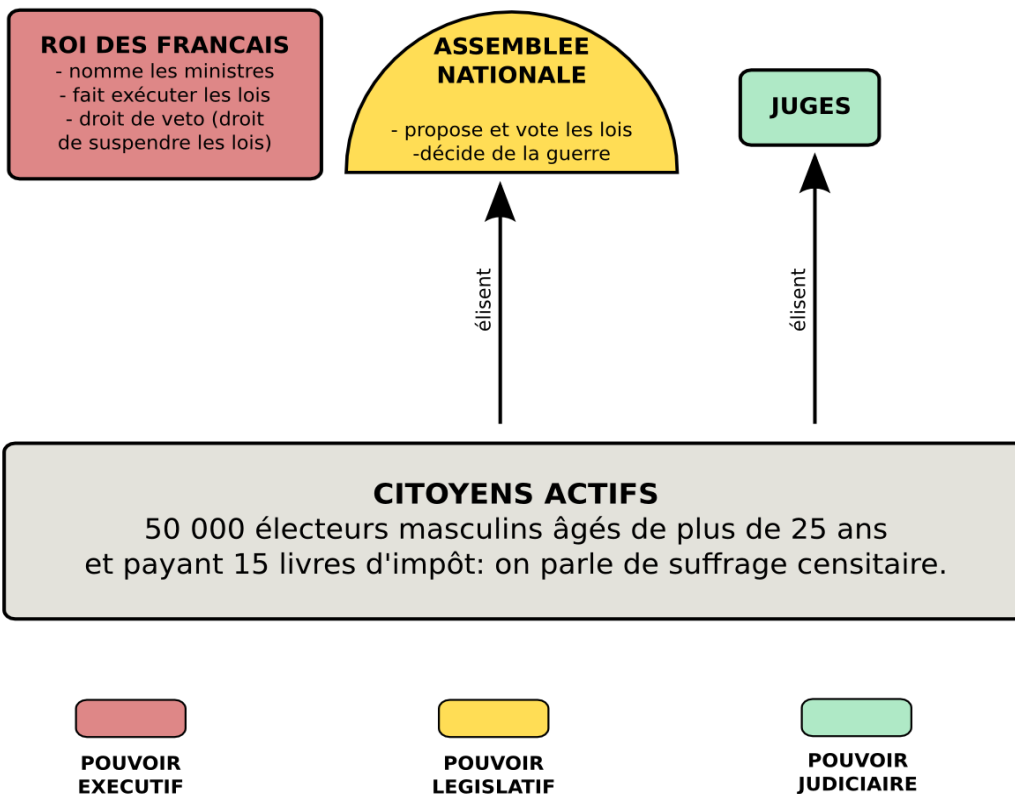 ROI DES FRANCAIS
- nomme les ministres
- fait exécuter les lois
- droit de veto (droit
de suspendre les lois)
ASSEMBLEE
NATIONALE
- propose et vote les lois
-décide de la guerre
JUGES
élisent
élisent
CITOYENS ACTIFS
50 000 électeurs masculins âgés de plus de 25 ans
et payant 15 livres d'impôt: on parle de suffrage censitaire.
POUVOIR
EXECUTIF
POUVOIR
LEGISLATIF
POUVOIR
JUDICIAIRE